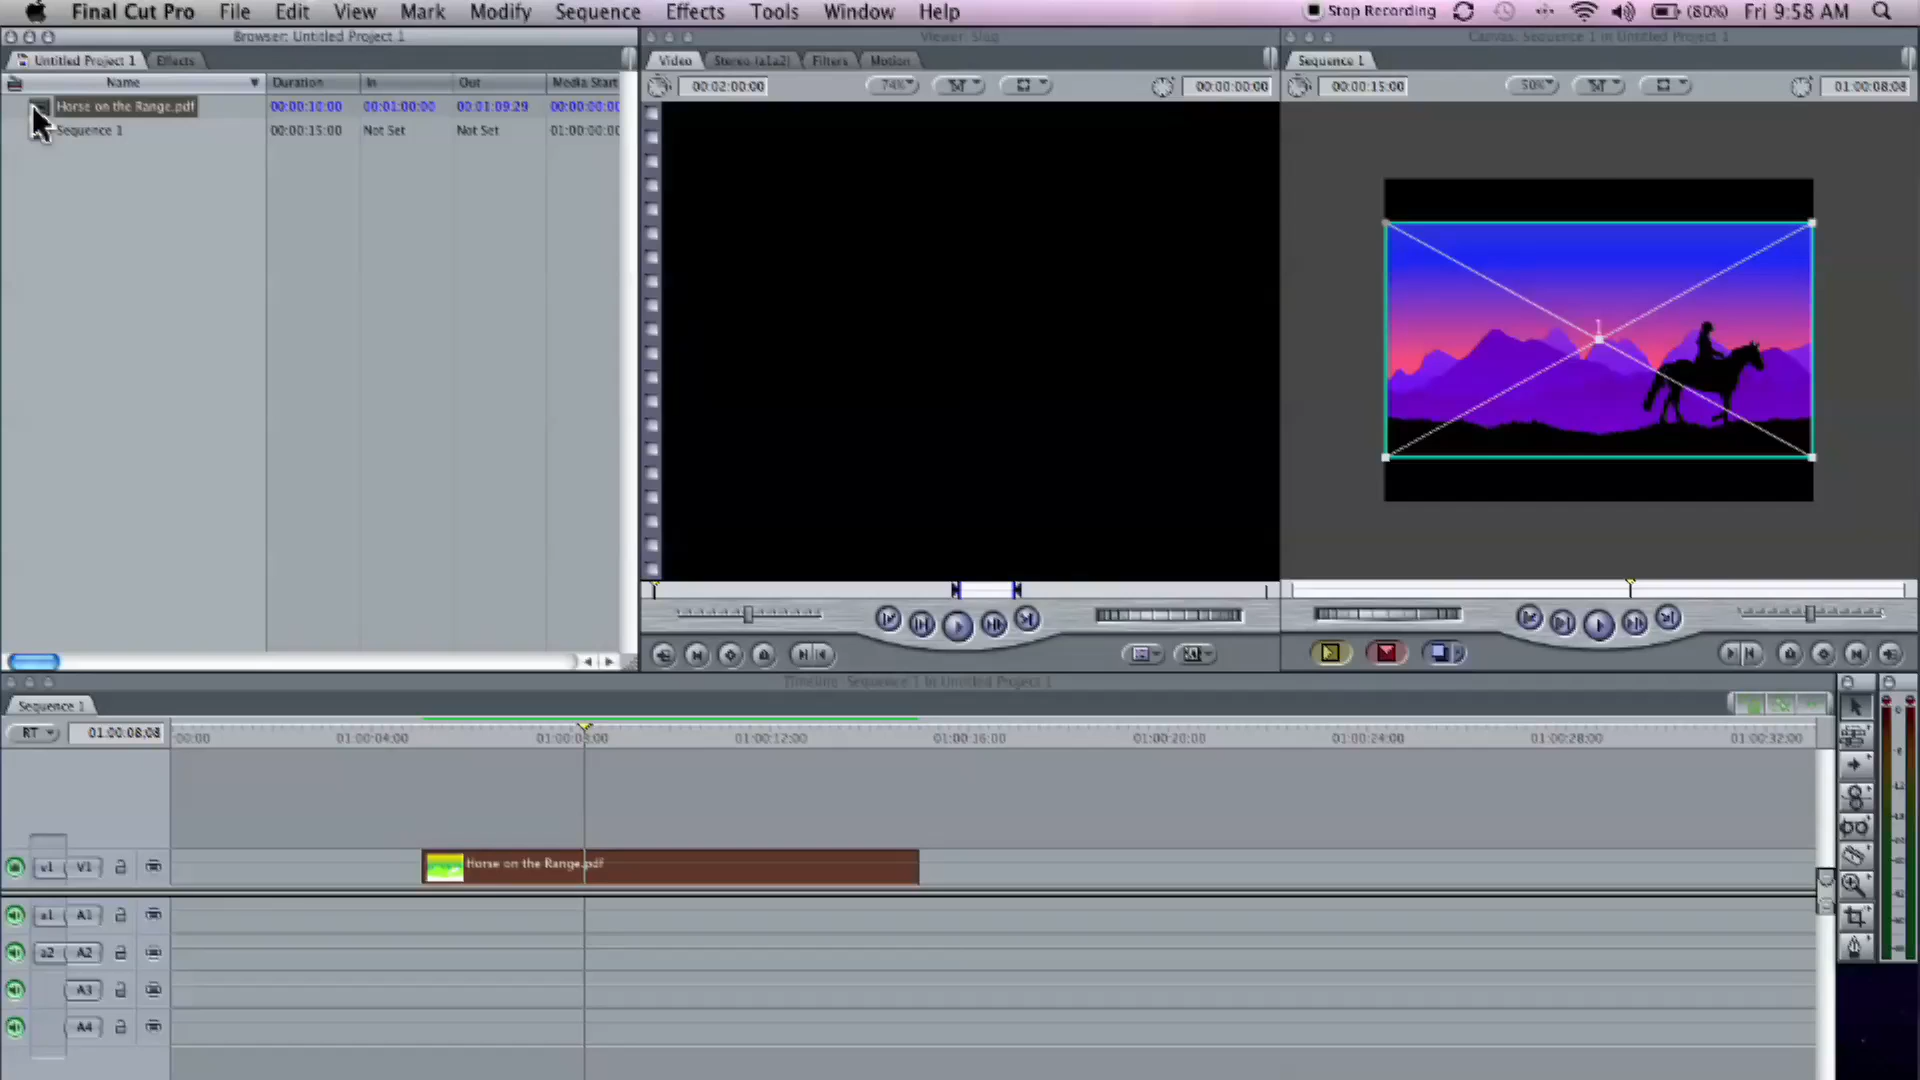 Final Cut Pro File Edit View Mark Modify Sequence Effects Tools Window Help Stop Recording (80%) Fri 9:58 AM
Browser: Untitled Project 1
Viewer: Slug
Canvas: Sequence 1 in Untitled Project 1
Untitled Project 1 Effects
Video Stereo (a1a2) Filters Motion
Sequence 1
Name Duration In Out Media Start
00:02:00:00 74% 00:00:00:00
00:00:15:00 50% 01:00:08:08
Horse on the Range.pdf 00:00:10:00 00:01:00:00 00:01:09:29 00:00:00:00
Sequence 1 00:00:15:00 Not Set Not Set 01:00:00:00
1
Timeline: Sequence 1 in Untitled Project 1
Sequence 1
RT 01:00:08:08 00:00 01:00:04:00 01:00:08:00 01:00:12:00 01:00:16:00 01:00:20:00 01:00:24:00 01:00:28:00 01:00:32:00
v1 V1 Horse on the Range.pdf
a1 A1
a2 A2
A3
A4